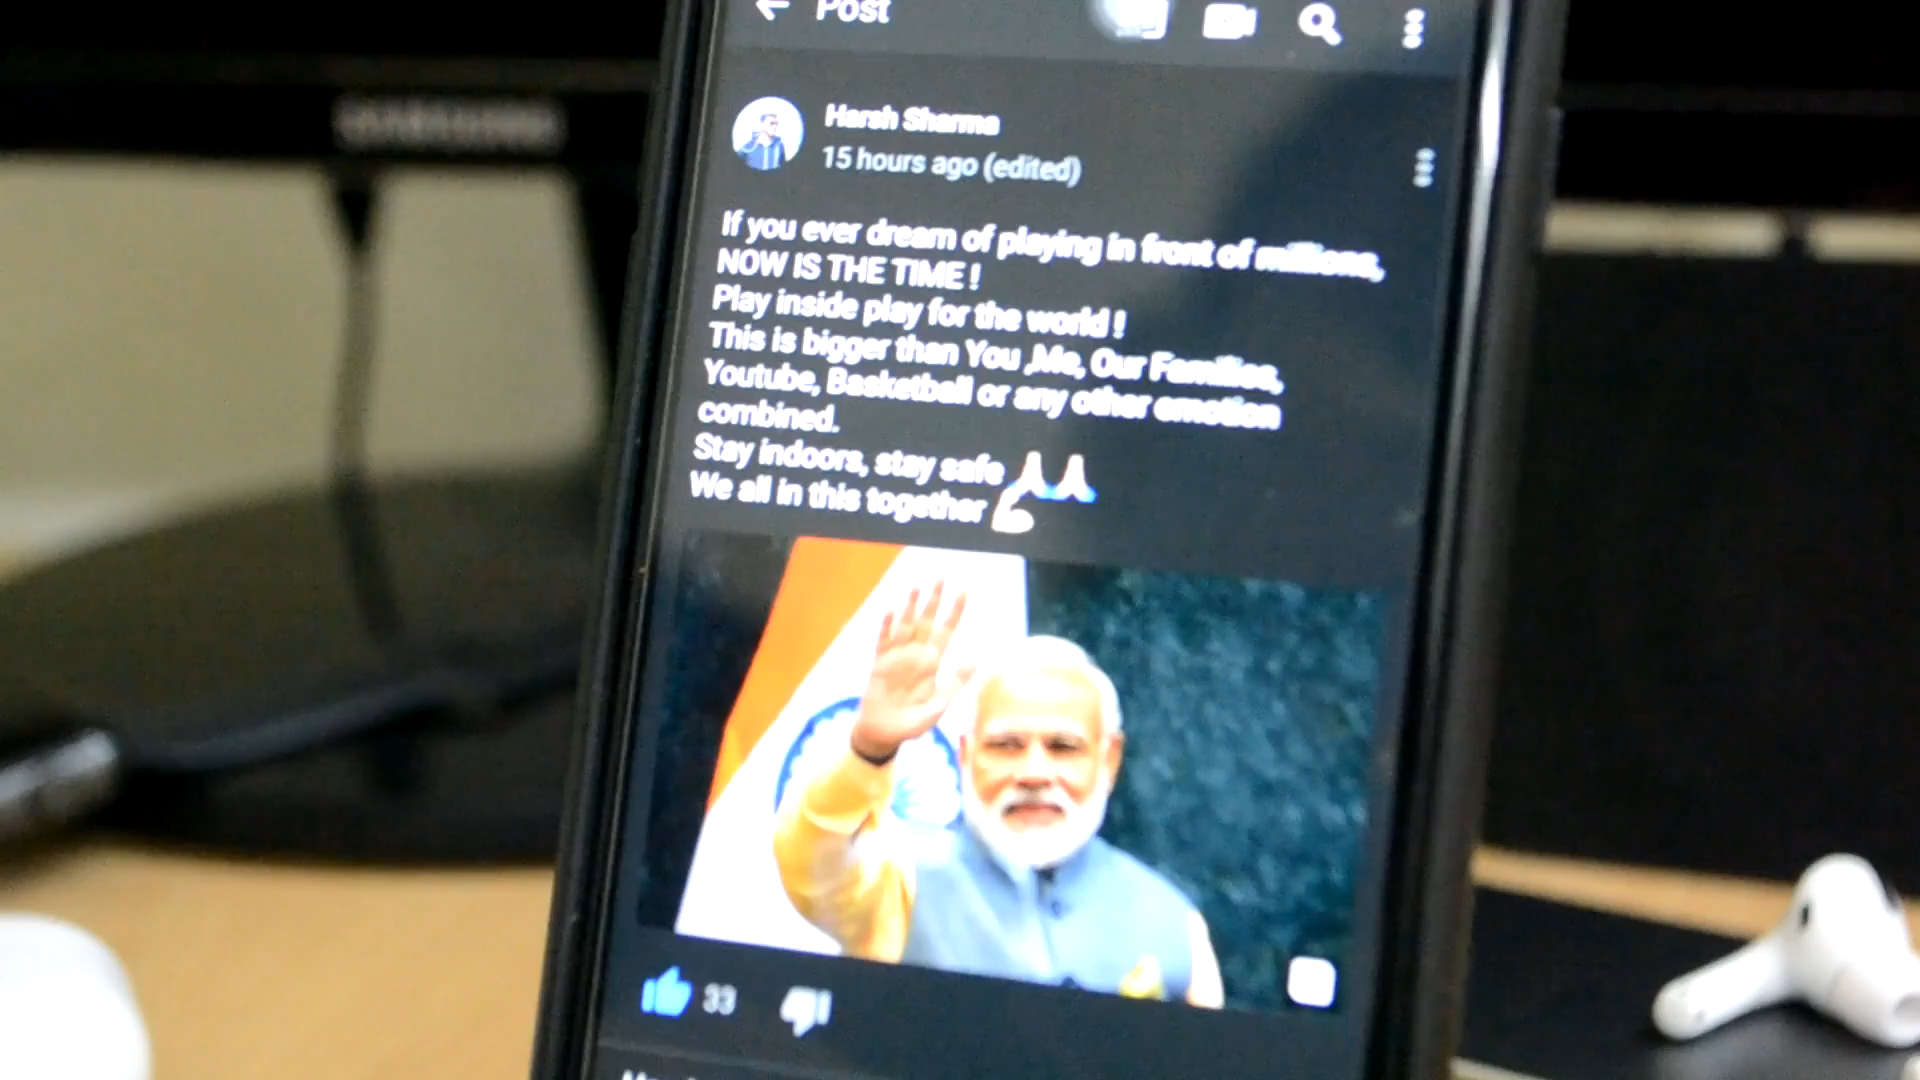 Post
Harsh Sharma
15 hours ago (edited)
If you ever dream of playing in front of millions,
NOW IS THE TIME !
Play inside play for the world !
This is bigger than You ,Me, Our Families,
Youtube, Basketball or any other emotion
combined.
Stay indoors, stay safe 🙏🏻🙏🏻
We all in this together 💪🏻
33